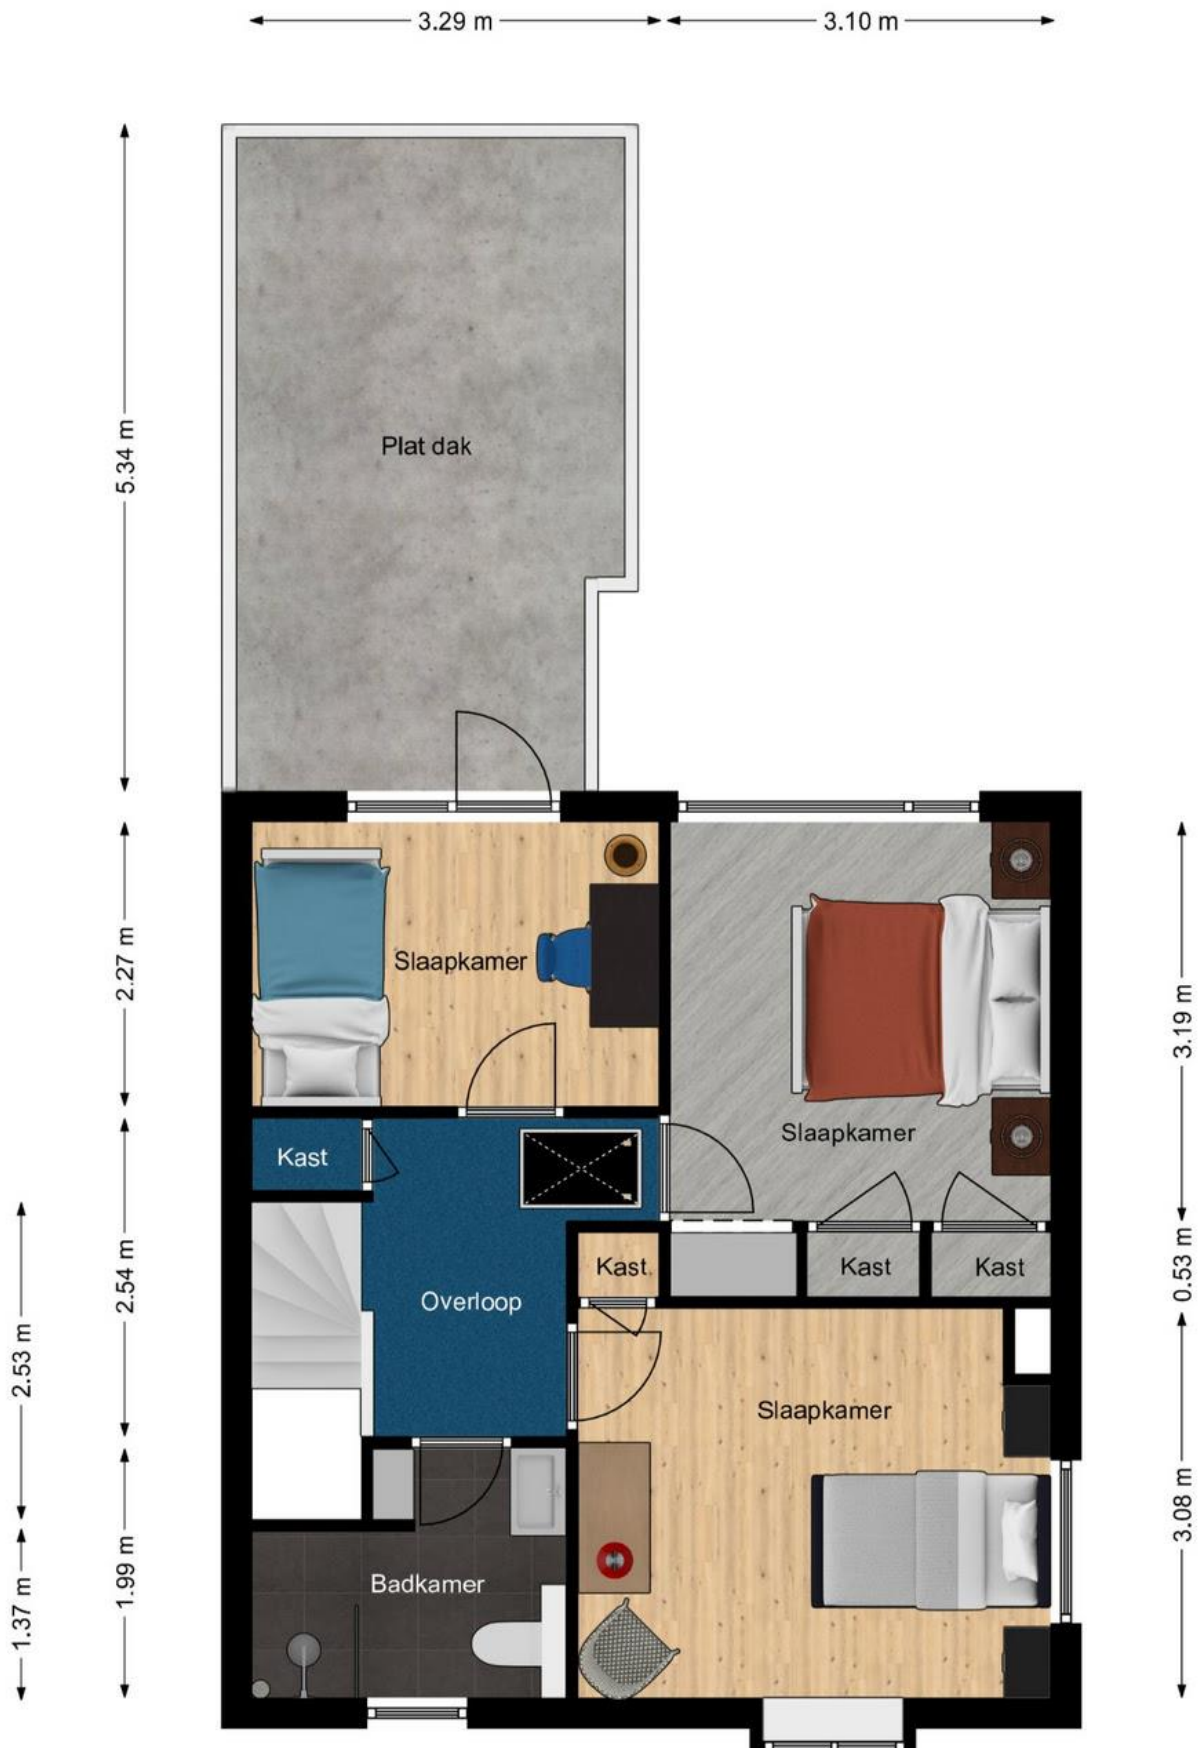 3.29 m
3.10 m
5.34 m
Plat dak
2.27 m
Slaapkamer
3.19 m
Slaapkamer
Kast
2.54 m
2.53 m
Overloop
Kast
Kast
Kast
0.53 m
Slaapkamer
3.08 m
1.99 m
1.37 m
Badkamer